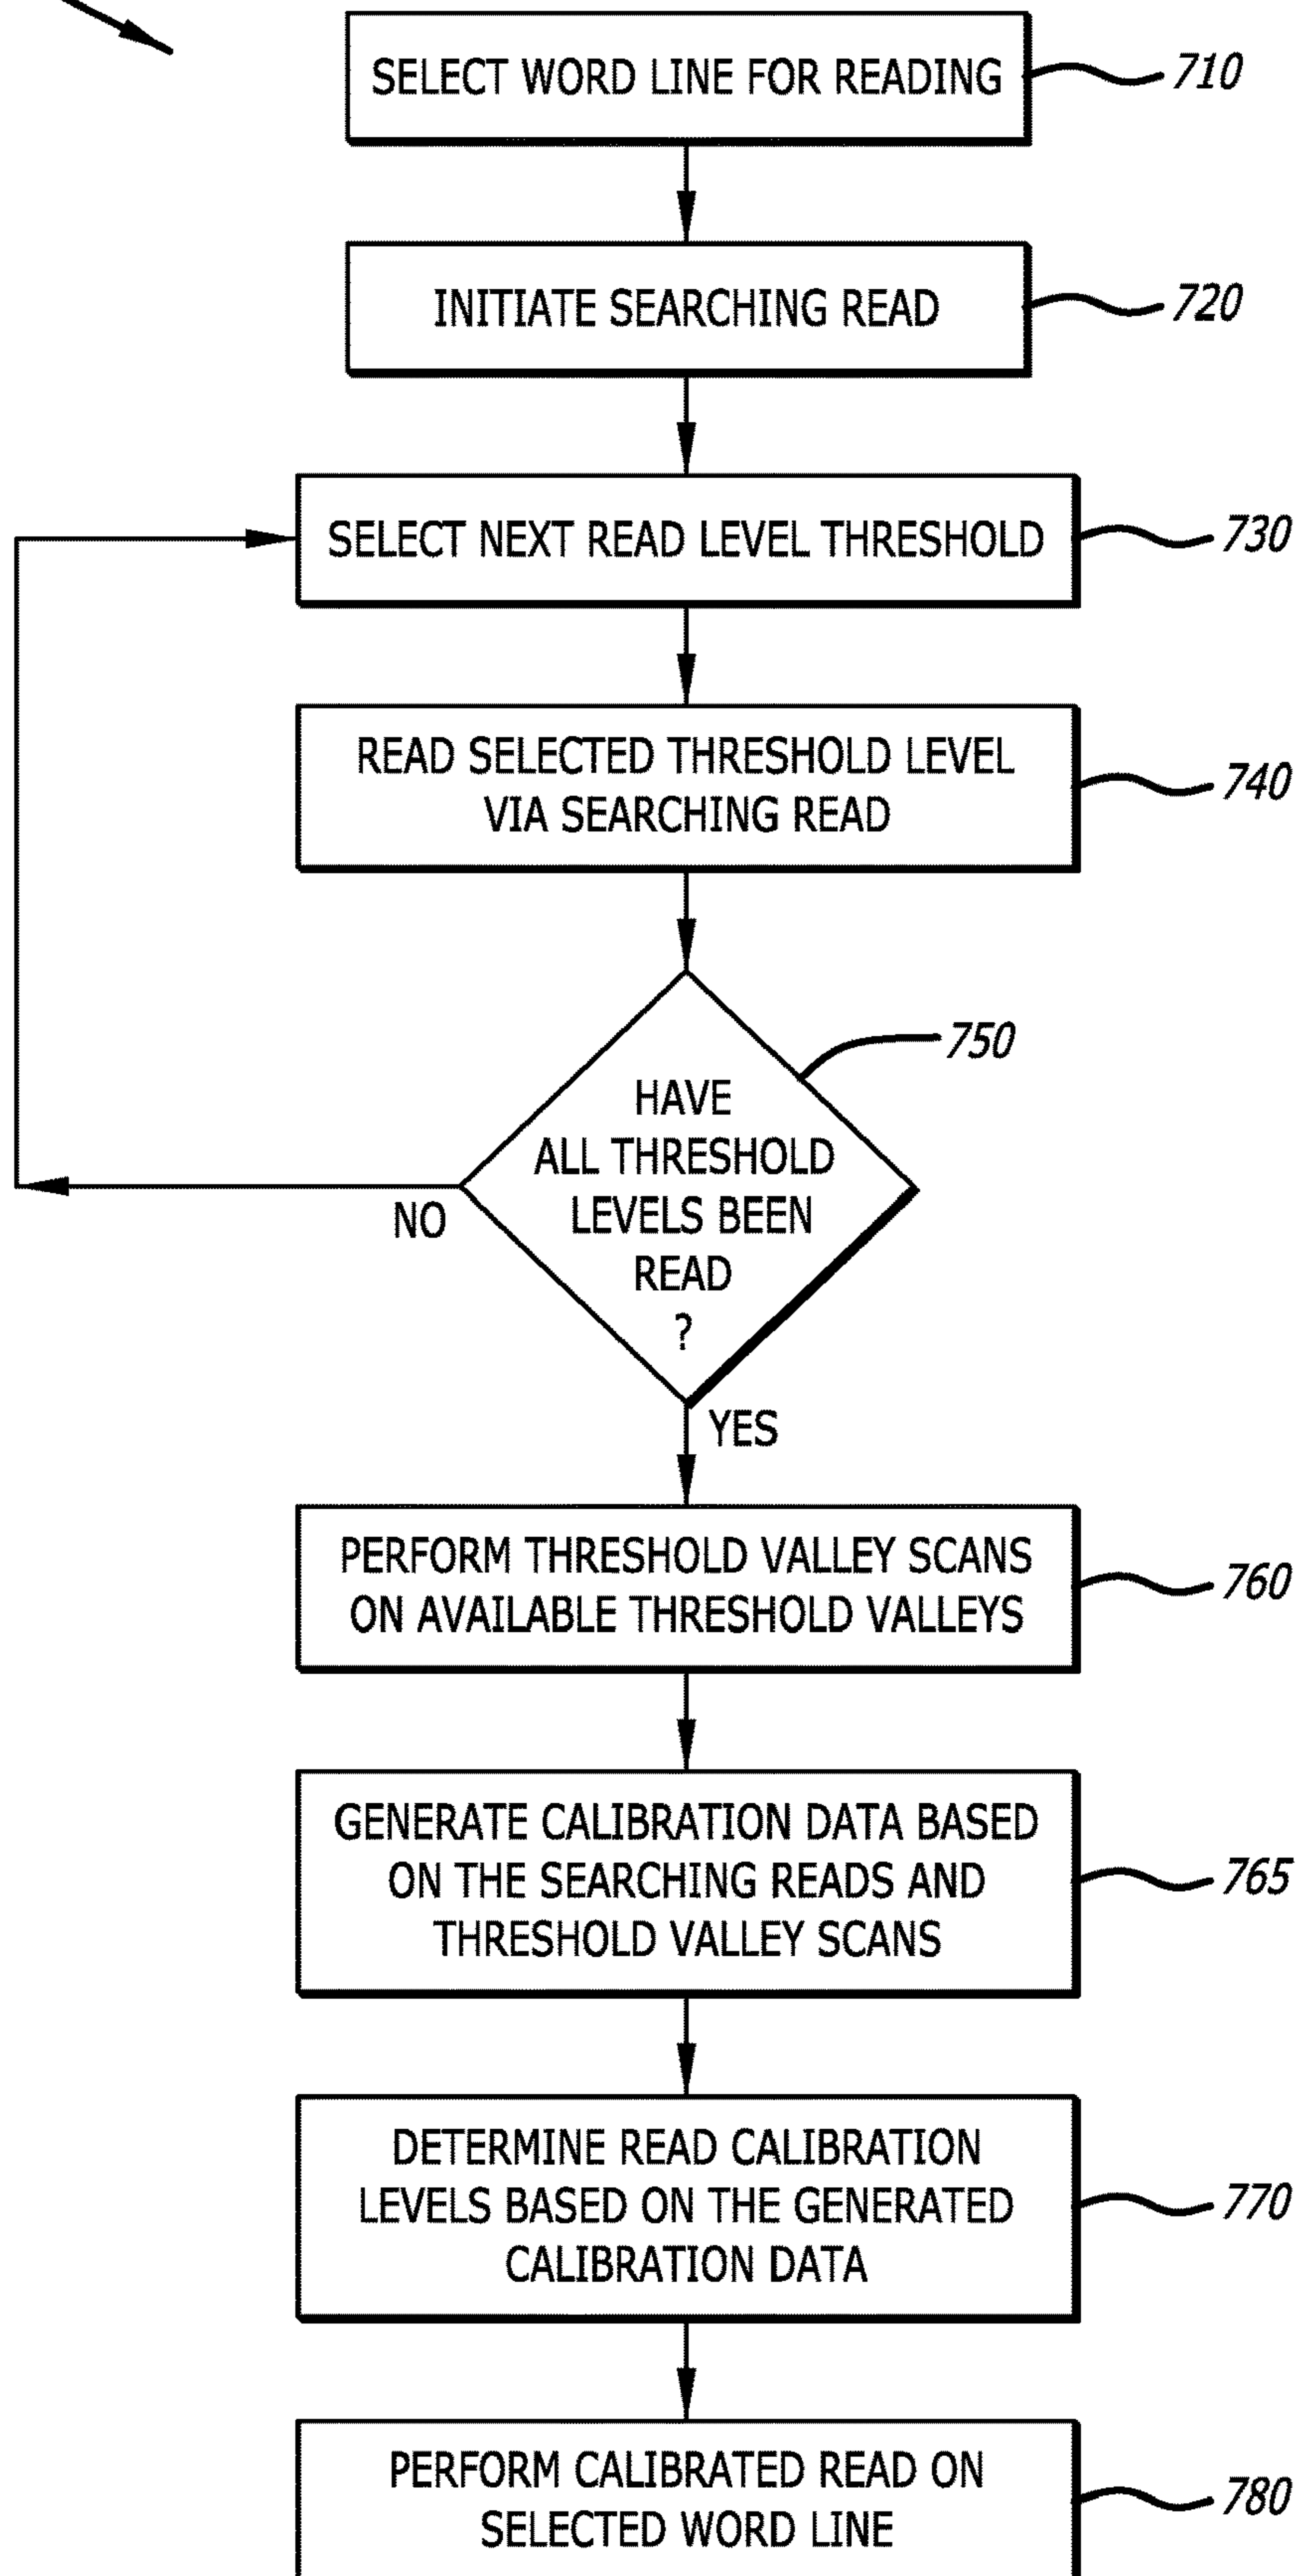 SELECT WORD LINE FOR READING
710
INITIATE SEARCHING READ
720
SELECT NEXT READ LEVEL THRESHOLD
730
READ SELECTED THRESHOLD LEVEL
VIA SEARCHING READ
740
750
HAVE
ALL THRESHOLD
LEVELS BEEN
READ
?
NO
YES
PERFORM THRESHOLD VALLEY SCANS
ON AVAILABLE THRESHOLD VALLEYS
760
GENERATE CALIBRATION DATA BASED
ON THE SEARCHING READS AND
THRESHOLD VALLEY SCANS
765
DETERMINE READ CALIBRATION
LEVELS BASED ON THE GENERATED
CALIBRATION DATA
770
PERFORM CALIBRATED READ ON
SELECTED WORD LINE
780